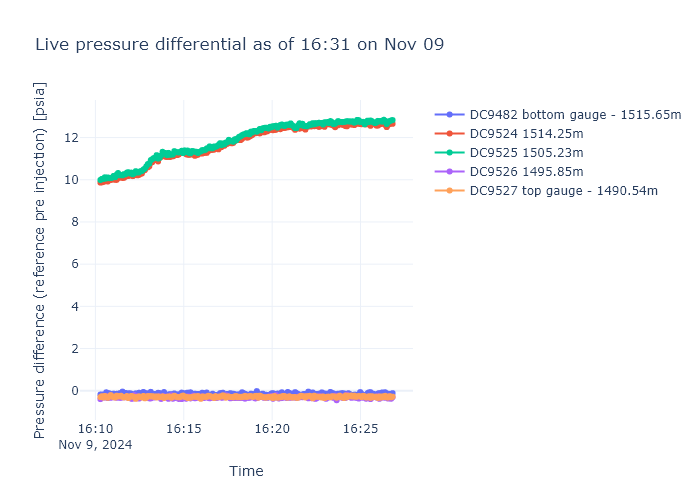 Live pressure differential as of 16:31 on Nov 09
Pressure difference (reference pre injection) [psia]
12
10
8
6
4
2
0
16:10
16:15
16:20
16:25
Nov 9, 2024
Time
DC9482 bottom gauge - 1515.65m
DC9524 1514.25m
DC9525 1505.23m
DC9526 1495.85m
DC9527 top gauge - 1490.54m